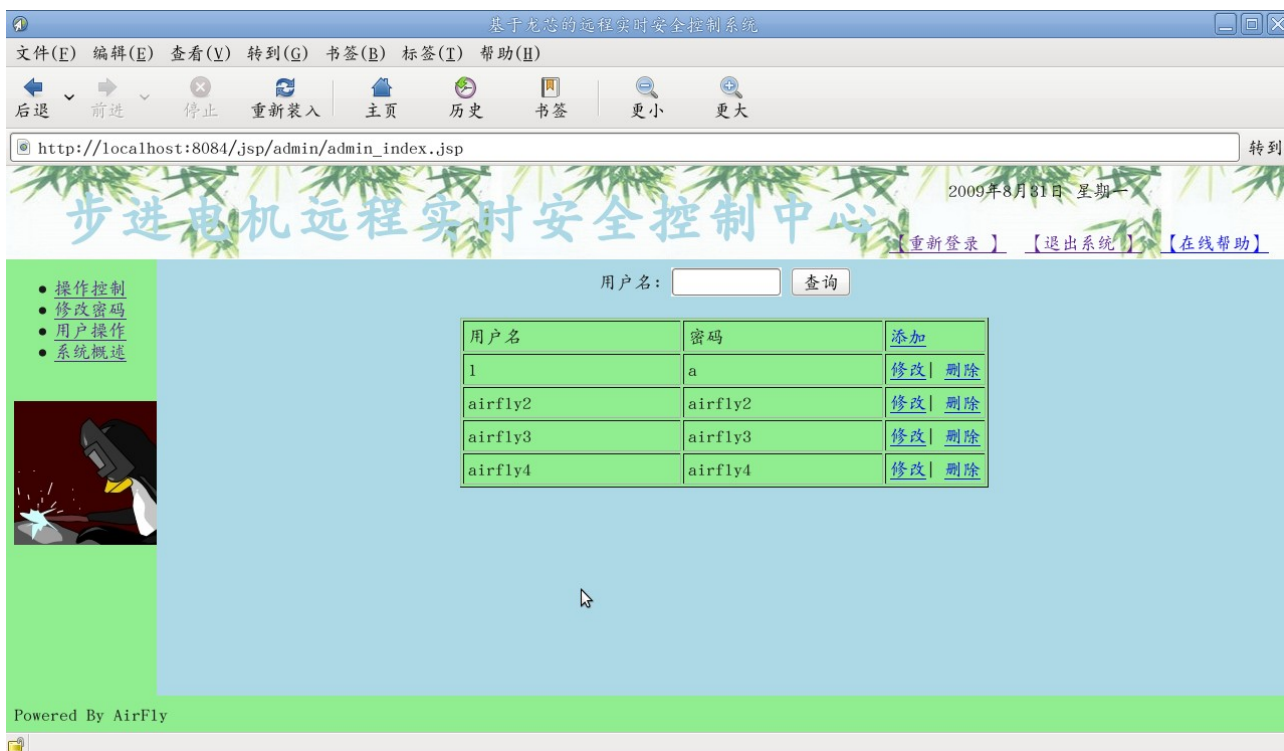 基于龙芯的远程实时安全控制系统
文件(F) 编辑(E) 查看(V) 转到(G) 书签(B) 标签(T) 帮助(H)
后退 前进 停止 重新装入 主页 历史 书签 更小 更大
http://localhost:8084/jsp/admin/admin_index.jsp 转到
2009年8月31日 星期一
步进电机远程实时安全控制中心
【重新登录 】 【退出系统 】 【在线帮助】
用户名: 查询
操作控制
修改密码
用户操作
系统概述
用户名 密码 添加
1 a 修改| 删除
airfly2 airfly2 修改| 删除
airfly3 airfly3 修改| 删除
airfly4 airfly4 修改| 删除
Powered By AirFly